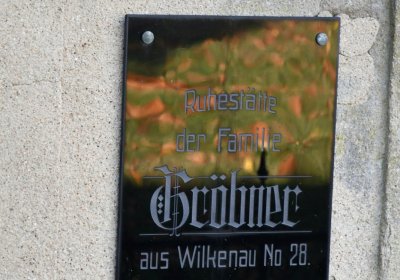 Ruhestätte
der Familie
Gröbner
aus Wilkenau No 28.